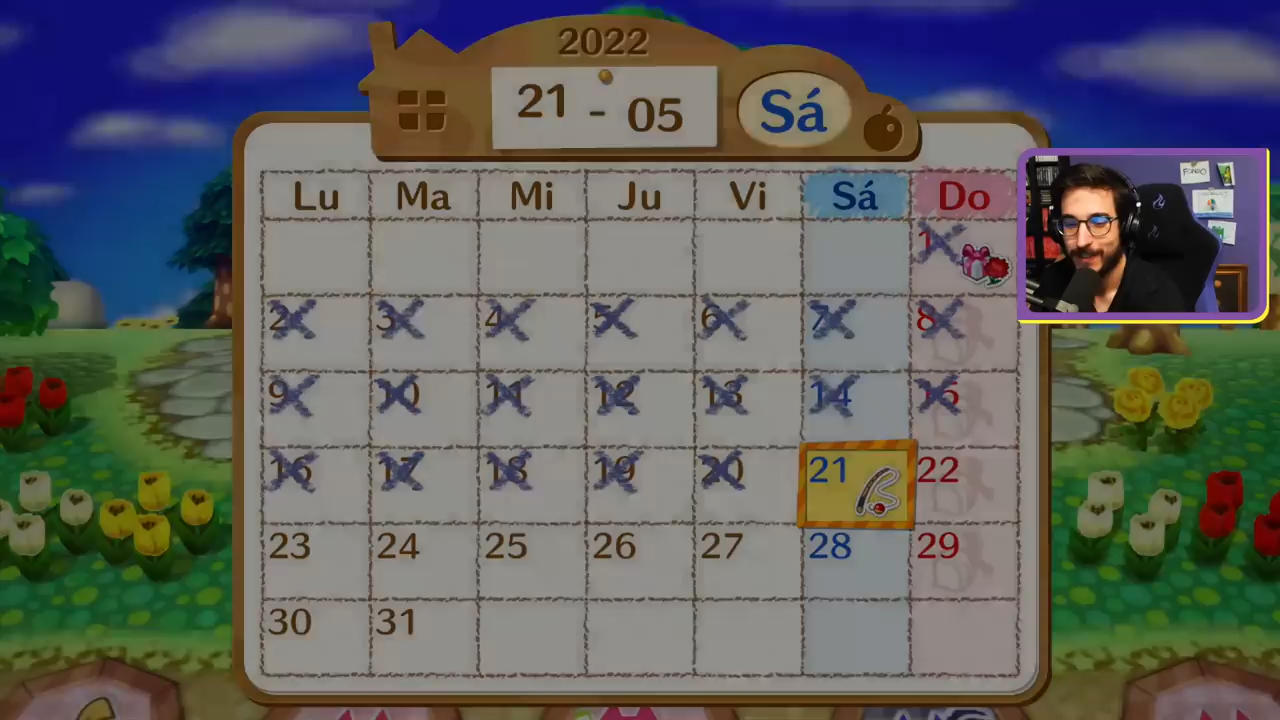 2022
21 - 05 Sá
Lu Ma Mi Ju Vi Sá Do
1
2 3 4 5 6 7 8
9 10 11 12 13 14 15
16 17 18 19 20 21 22
23 24 25 26 27 28 29
30 31
FONDO